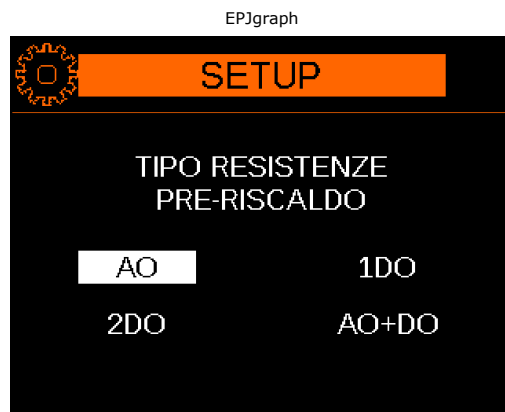 EPJgraph
SETUP
TIPO RESISTENZE
PRE-RISCALDO
AO 1DO
2DO AO+DO